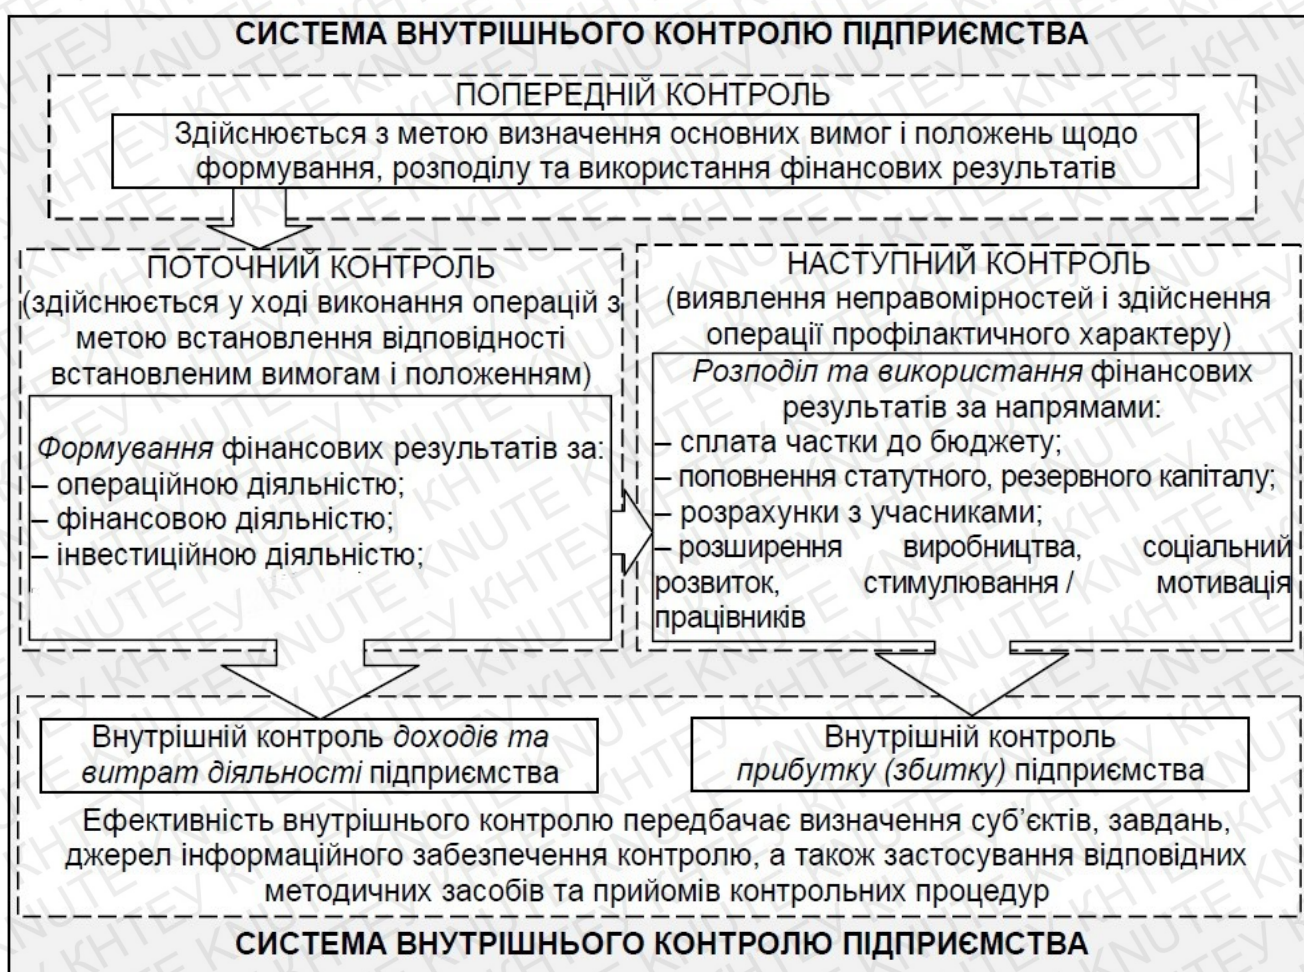 СИСТЕМА ВНУТРІШНЬОГО КОНТРОЛЮ ПІДПРИЄМСТВА
ПОПЕРЕДНІЙ КОНТРОЛЬ
Здійснюється з метою визначення основних вимог і положень щодо
формування, розподілу та використання фінансових результатів
ПОТОЧНИЙ КОНТРОЛЬ
(здійснюється у ході виконання операцій з
метою встановлення відповідності
встановленим вимогам і положенням)
Формування фінансових результатів за:
– операційною діяльністю;
– фінансовою діяльністю;
– інвестиційною діяльністю;
НАСТУПНИЙ КОНТРОЛЬ
(виявлення неправомірностей і здійснення
операції профілактичного характеру)
Розподіл та використання фінансових
результатів за напрямами:
– сплата частки до бюджету;
– поповнення статутного, резервного капіталу;
– розрахунки з учасниками;
– розширення виробництва, соціальний
розвиток, стимулювання / мотивація
працівників
Внутрішній контроль доходів та
витрат діяльності підприємства
Внутрішній контроль
прибутку (збитку) підприємства
Ефективність внутрішнього контролю передбачає визначення суб’єктів, завдань,
джерел інформаційного забезпечення контролю, а також застосування відповідних
методичних засобів та прийомів контрольних процедур
СИСТЕМА ВНУТРІШНЬОГО КОНТРОЛЮ ПІДПРИЄМСТВА
КНТЕУ KNUTE